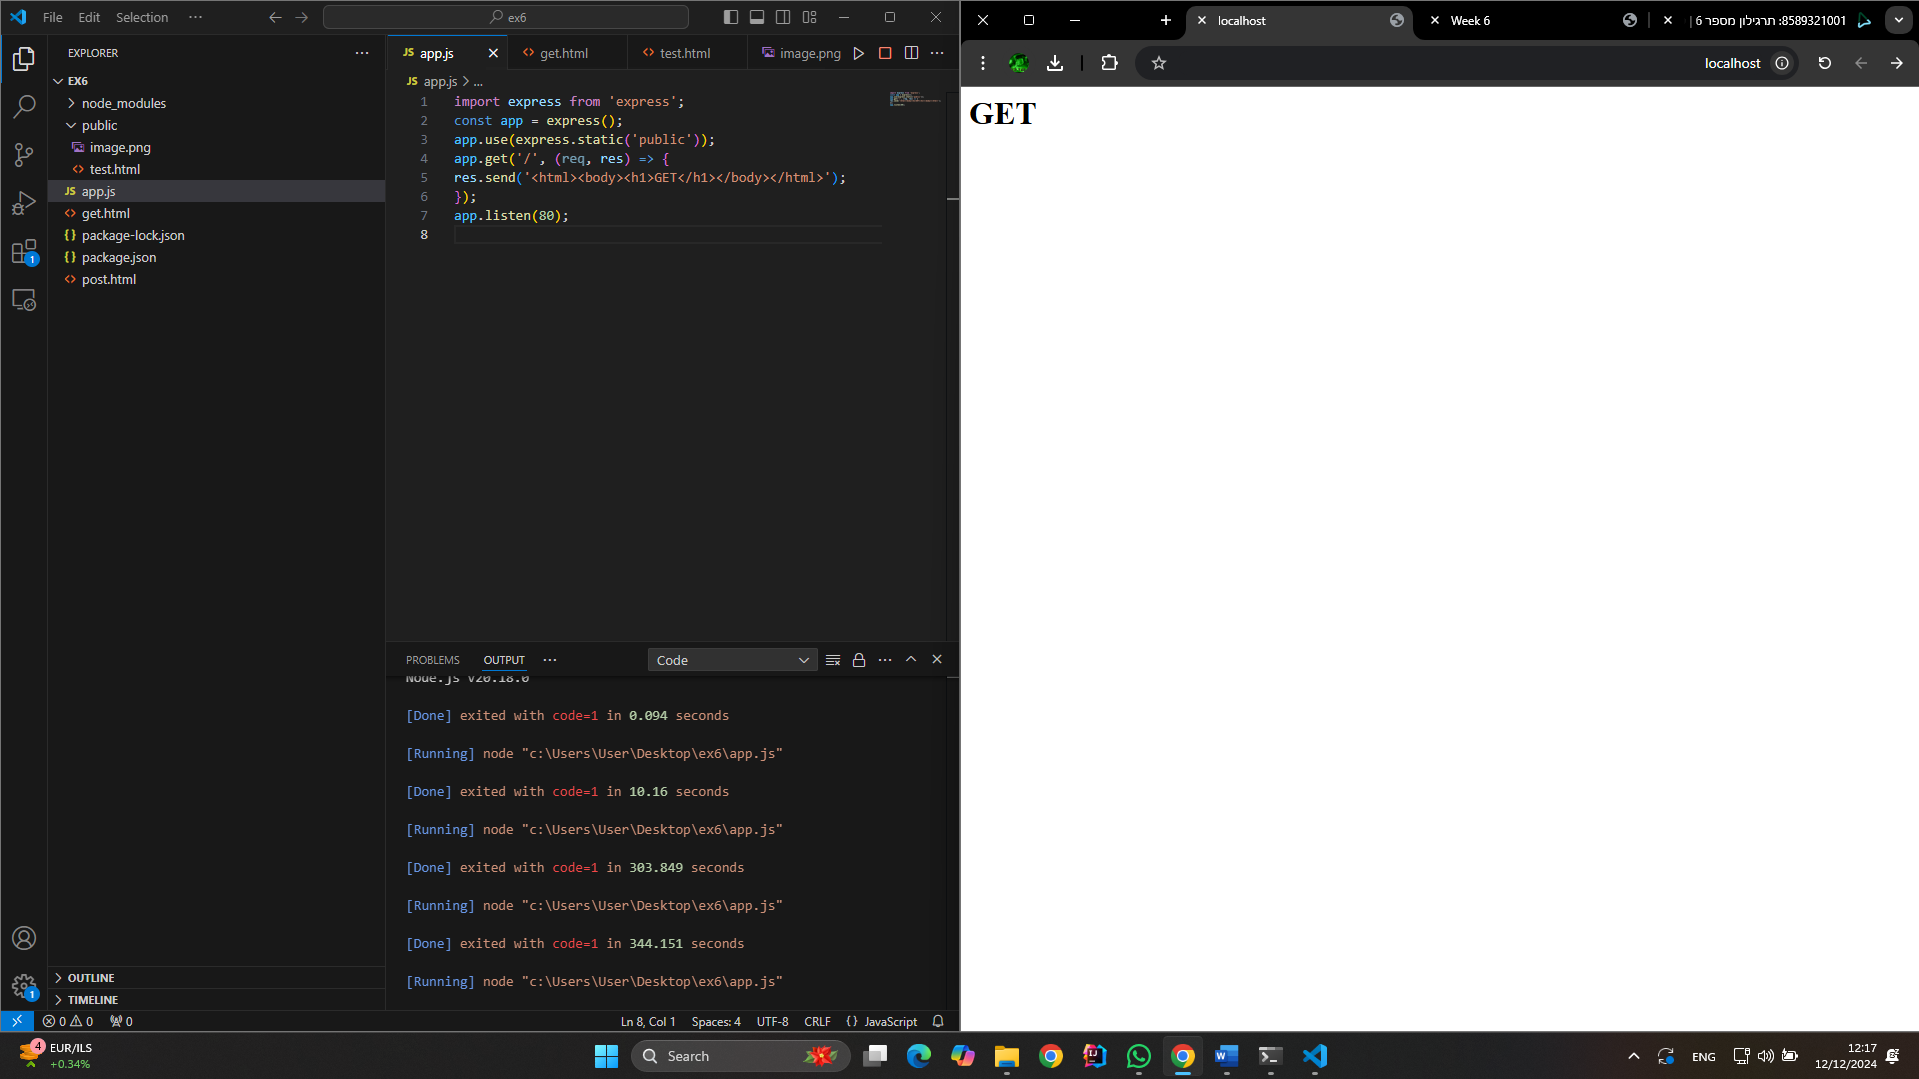 File Edit Selection
ex6
EXPLORER
EX6
node_modules
public
image.png
test.html
JS app.js
get.html
package-lock.json
package.json
post.html
OUTLINE
TIMELINE
1
1
JS app.js
get.html
test.html
image.png
JS app.js > ...
1 import express from 'express';
2 const app = express();
3 app.use(express.static('public'));
4 app.get('/', (req, res) => {
5 res.send('<html><body><h1>GET</h1></body></html>');
6 });
7 app.listen(80);
8
PROBLEMS OUTPUT
Code
Node.js v20.18.0
[Done] exited with code=1 in 0.094 seconds
[Running] node "c:\Users\User\Desktop\ex6\app.js"
[Done] exited with code=1 in 10.16 seconds
[Running] node "c:\Users\User\Desktop\ex6\app.js"
[Done] exited with code=1 in 303.849 seconds
[Running] node "c:\Users\User\Desktop\ex6\app.js"
[Done] exited with code=1 in 344.151 seconds
[Running] node "c:\Users\User\Desktop\ex6\app.js"
0 0 0
Ln 8, Col 1 Spaces: 4 UTF-8 CRLF {} JavaScript
localhost
Week 6
8589321001: תרגילון מספר 6 |
localhost
GET
4
EUR/ILS
+0.34%
Search
IJ
ENG
12:17
12/12/2024